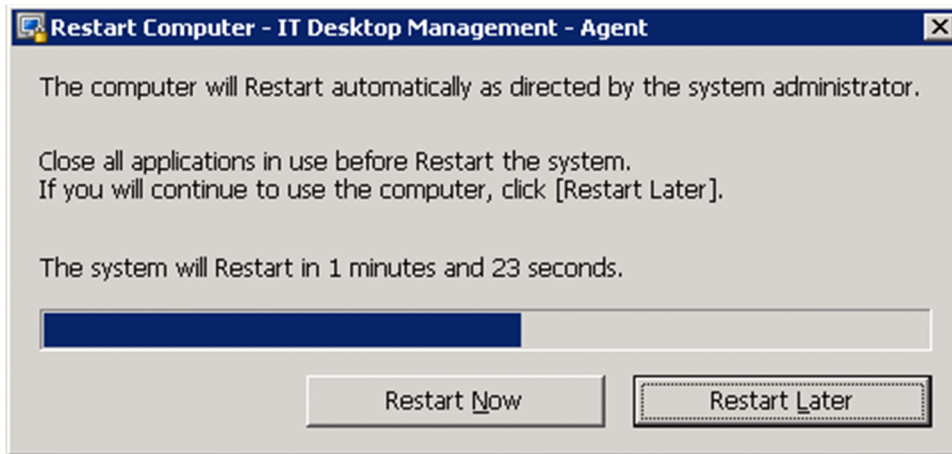 Restart Computer - IT Desktop Management - Agent
The computer will Restart automatically as directed by the system administrator.
Close all applications in use before Restart the system.
If you will continue to use the computer, click [Restart Later].
The system will Restart in 1 minutes and 23 seconds.
Restart Now
Restart Later